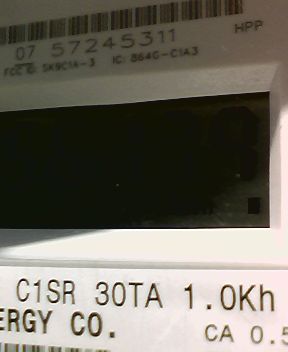 07 57245311
HPP
FCC ID: SK9C1A-3 IC: 864G-C1A3
C1SR 30TA 1.0Kh
ERGY CO.
CA 0.5